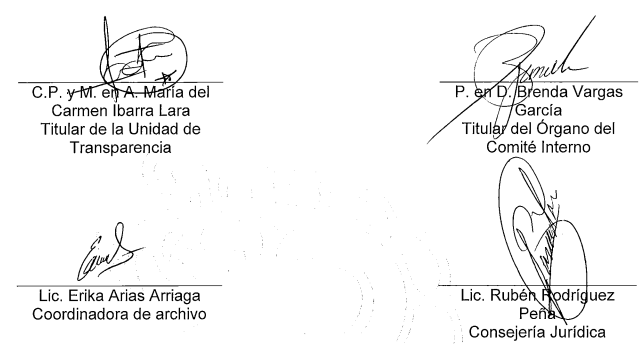 C.P. y M. en A. María del
Carmen Ibarra Lara
Titular de la Unidad de
Transparencia
P. en D. Brenda Vargas
García
Titular del Órgano del
Comité Interno
Lic. Erika Arias Arriaga
Coordinadora de archivo
Lic. Rubén Rodríguez
Peña
Consejería Jurídica